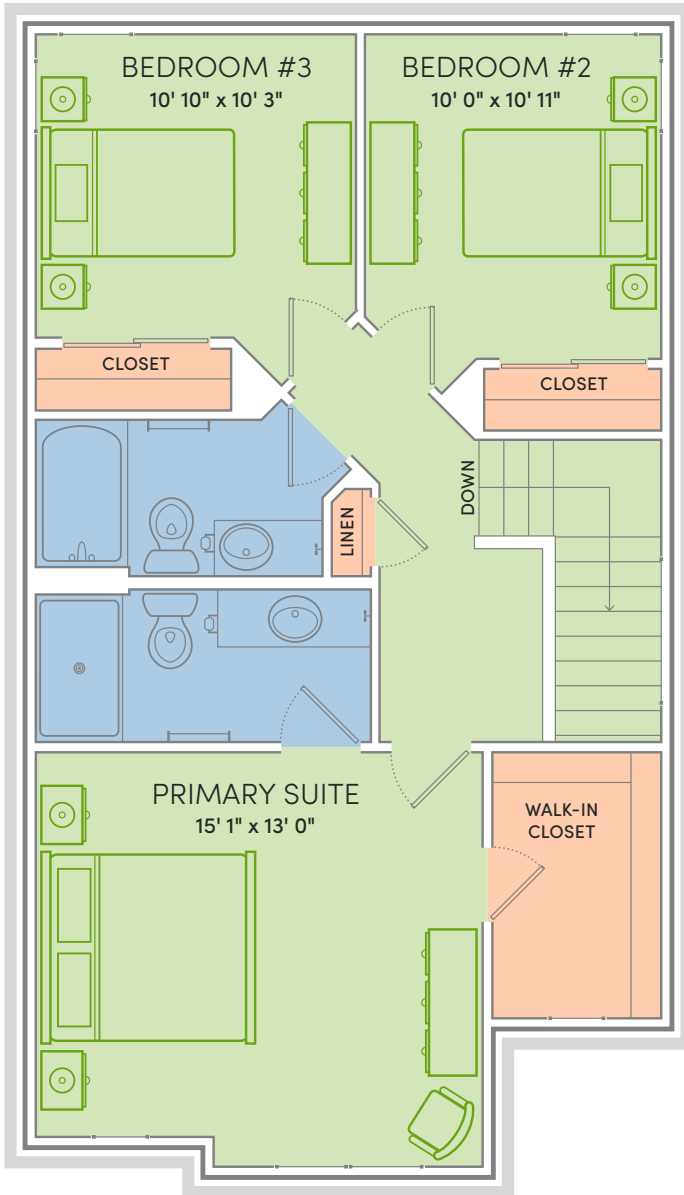 BEDROOM #3
10' 10" x 10' 3"
BEDROOM #2
10' 0" x 10' 11"
CLOSET
CLOSET
DOWN
LINEN
PRIMARY SUITE
15' 1" x 13' 0"
WALK-IN
CLOSET